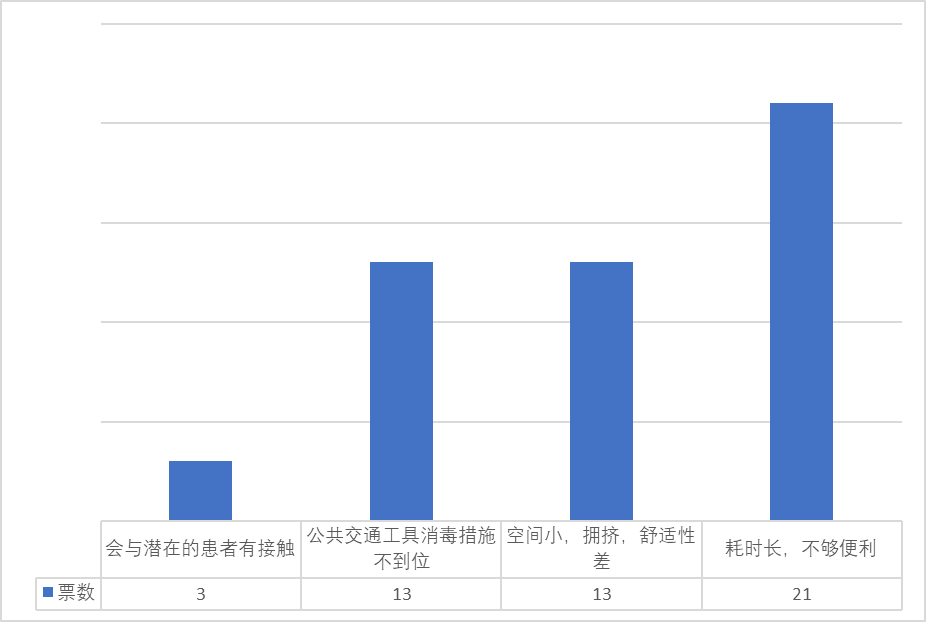 会与潜在的患者有接触
公共交通工具消毒措施
不到位
空间小，拥挤，舒适性
差
耗时长，不够便利
票数
3
13
13
21